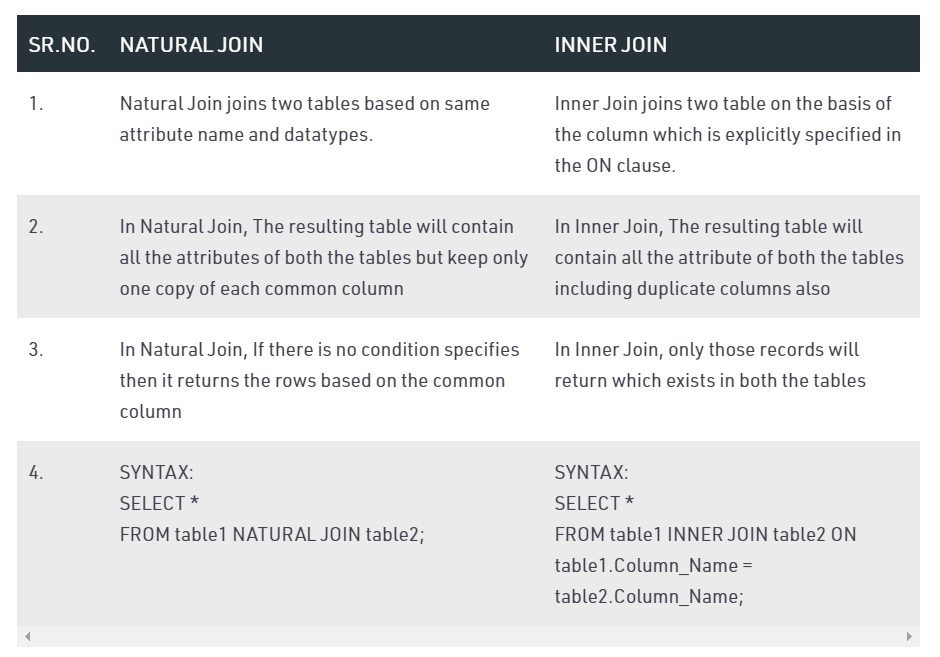 SR.NO. NATURAL JOIN INNER JOIN
1. Natural Join joins two tables based on same
attribute name and datatypes.
Inner Join joins two table on the basis of
the column which is explicitly specified in
the ON clause.
2. In Natural Join, The resulting table will contain
all the attributes of both the tables but keep only
one copy of each common column
In Inner Join, The resulting table will
contain all the attribute of both the tables
including duplicate columns also
3. In Natural Join, If there is no condition specifies
then it returns the rows based on the common
column
In Inner Join, only those records will
return which exists in both the tables
4. SYNTAX:
SELECT *
FROM table1 NATURAL JOIN table2;
SYNTAX:
SELECT *
FROM table1 INNER JOIN table2 ON
table1.Column_Name =
table2.Column_Name;